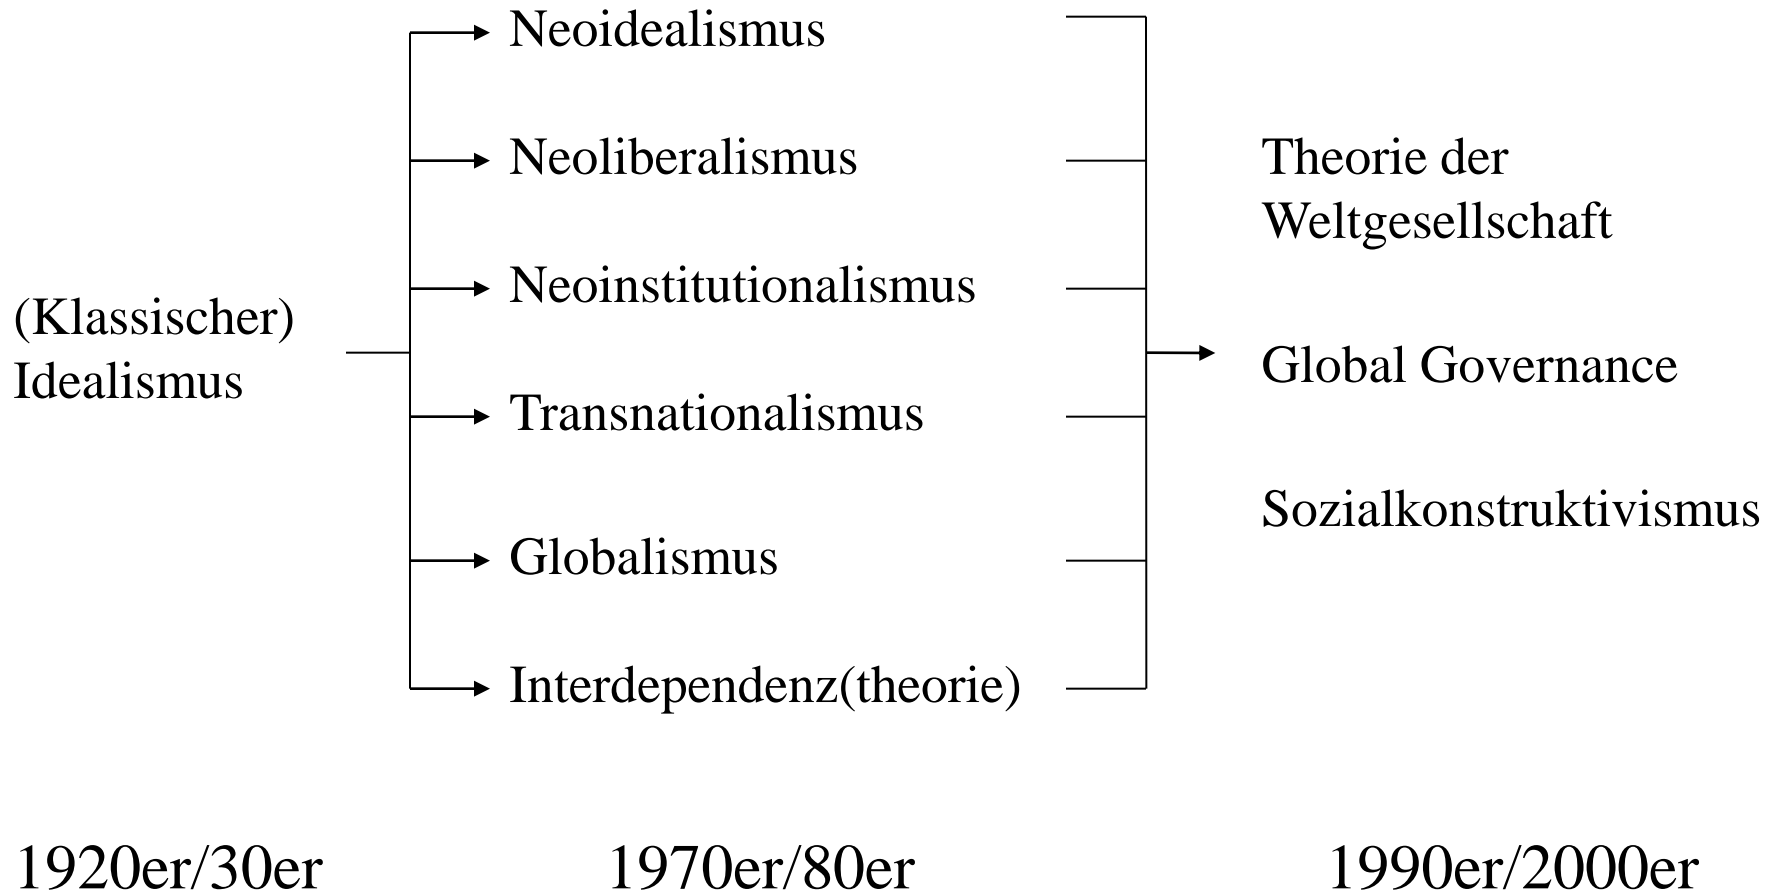 (Klassischer)
Idealismus
Neoidealismus
Neoliberalismus
Neoinstitutionalismus
Transnationalismus
Globalismus
Interdependenz(theorie)
Theorie der
Weltgesellschaft
Global Governance
Sozialkonstruktivismus
1920er/30er
1970er/80er
1990er/2000er